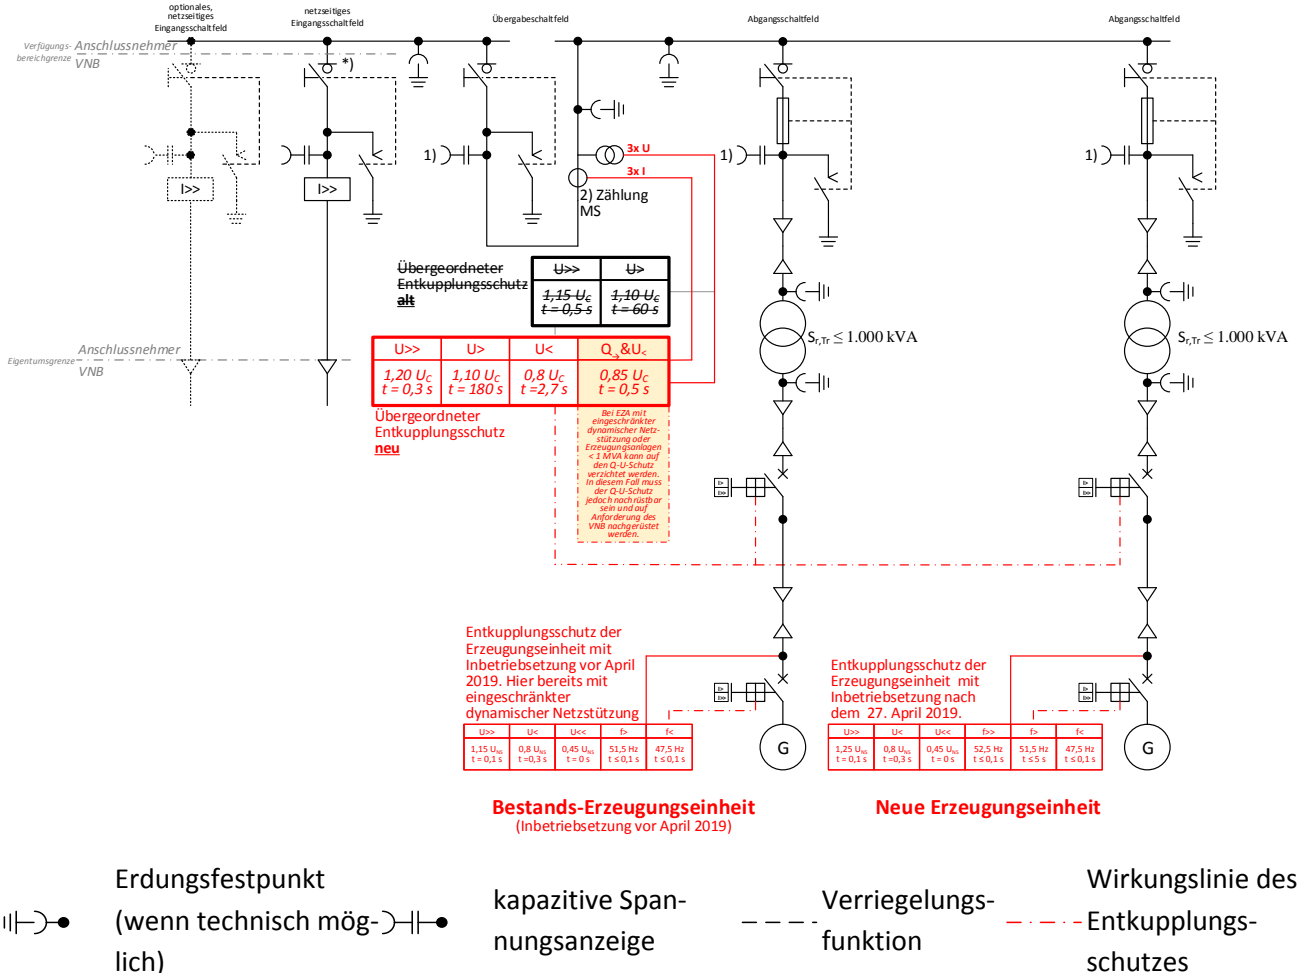 optionales,
netzseitiges
Eingangsschaltfeld
netzseitiges
Eingangsschaltfeld
Übergabeschaltfeld
Abgangsschaltfeld
Abgangsschaltfeld
Verfügungs-
bereichgrenze
Anschlussnehmer
VNB
*)
1)
3x U
3x I
2) Zählung
MS
1)
1)
I>>
I>>
Übergeordneter
Entkupplungsschutz
alt
U>> U>
1,15 Uc 1,10 Uc
t = 0,5 s t = 60 s
Sr,Tr ≤ 1.000 kVA
Sr,Tr ≤ 1.000 kVA
Eigentumsgrenze
Anschlussnehmer
VNB
U>> U> U< Q→&U<
1,20 UC 1,10 UC 0,8 UC 0,85 UC
t = 0,3 s t = 180 s t =2,7 s t = 0,5 s
Übergeordneter
Entkupplungsschutz
neu
Bei EZA mit
eingeschränkter
dynamischer Netz-
stützung oder
Erzeugungsanlagen
< 1 MVA kann auf
den Q-U-Schutz
verzichtet werden.
In diesem Fall muss
der Q-U-Schutz
jedoch nachrüstbar
sein und auf
Anforderung des
VNB nachgerüstet
werden.
I>
I>>
I>
I>>
Entkupplungsschutz der
Erzeugungseinheit mit
Inbetriebsetzung vor April
2019. Hier bereits mit
eingeschränkter
dynamischer Netzstützung
I>
I>>
U>> U< U<< f> f<
1,15 UNS 0,8 UNS 0,45 UNS 51,5 Hz 47,5 Hz
t = 0,1 s t =0,3 s t = 0 s t ≤ 0,1 s t ≤ 0,1 s
G
Entkupplungsschutz der
Erzeugungseinheit mit
Inbetriebsetzung nach
dem 27. April 2019.
I>
I>>
U>> U< U<< f>> f> f<
1,25 UNS 0,8 UNS 0,45 UNS 52,5 Hz 51,5 Hz 47,5 Hz
t = 0,1 s t =0,3 s t = 0 s t ≤ 0,1 s t ≤5 s t ≤ 0,1 s
G
Bestands-Erzeugungseinheit
(Inbetriebsetzung vor April 2019)
Neue Erzeugungseinheit
Erdungsfestpunkt
(wenn technisch mög-
lich)
kapazitive Span-
nungsanzeige
Verriegelungs-
funktion
Wirkungslinie des
Entkupplungs-
schutzes